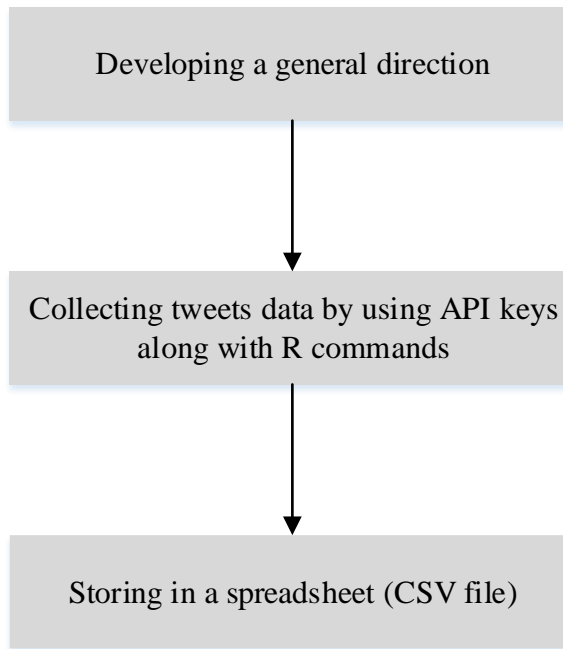 Developing a general direction
Collecting tweets data by using API keys
along with R commands
Storing in a spreadsheet (CSV file)